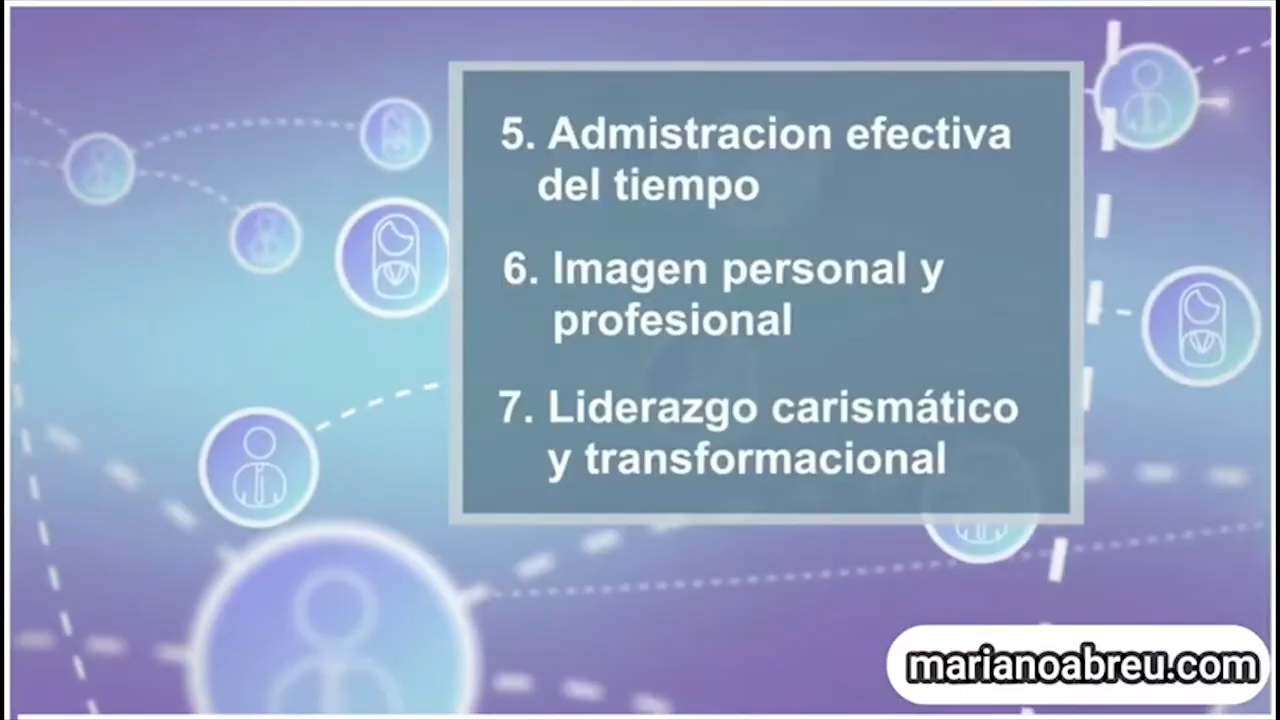 5. Admistracion efectiva
del tiempo
6. Imagen personal y
profesional
7. Liderazgo carismático
y transformacional
marianoabreu.com